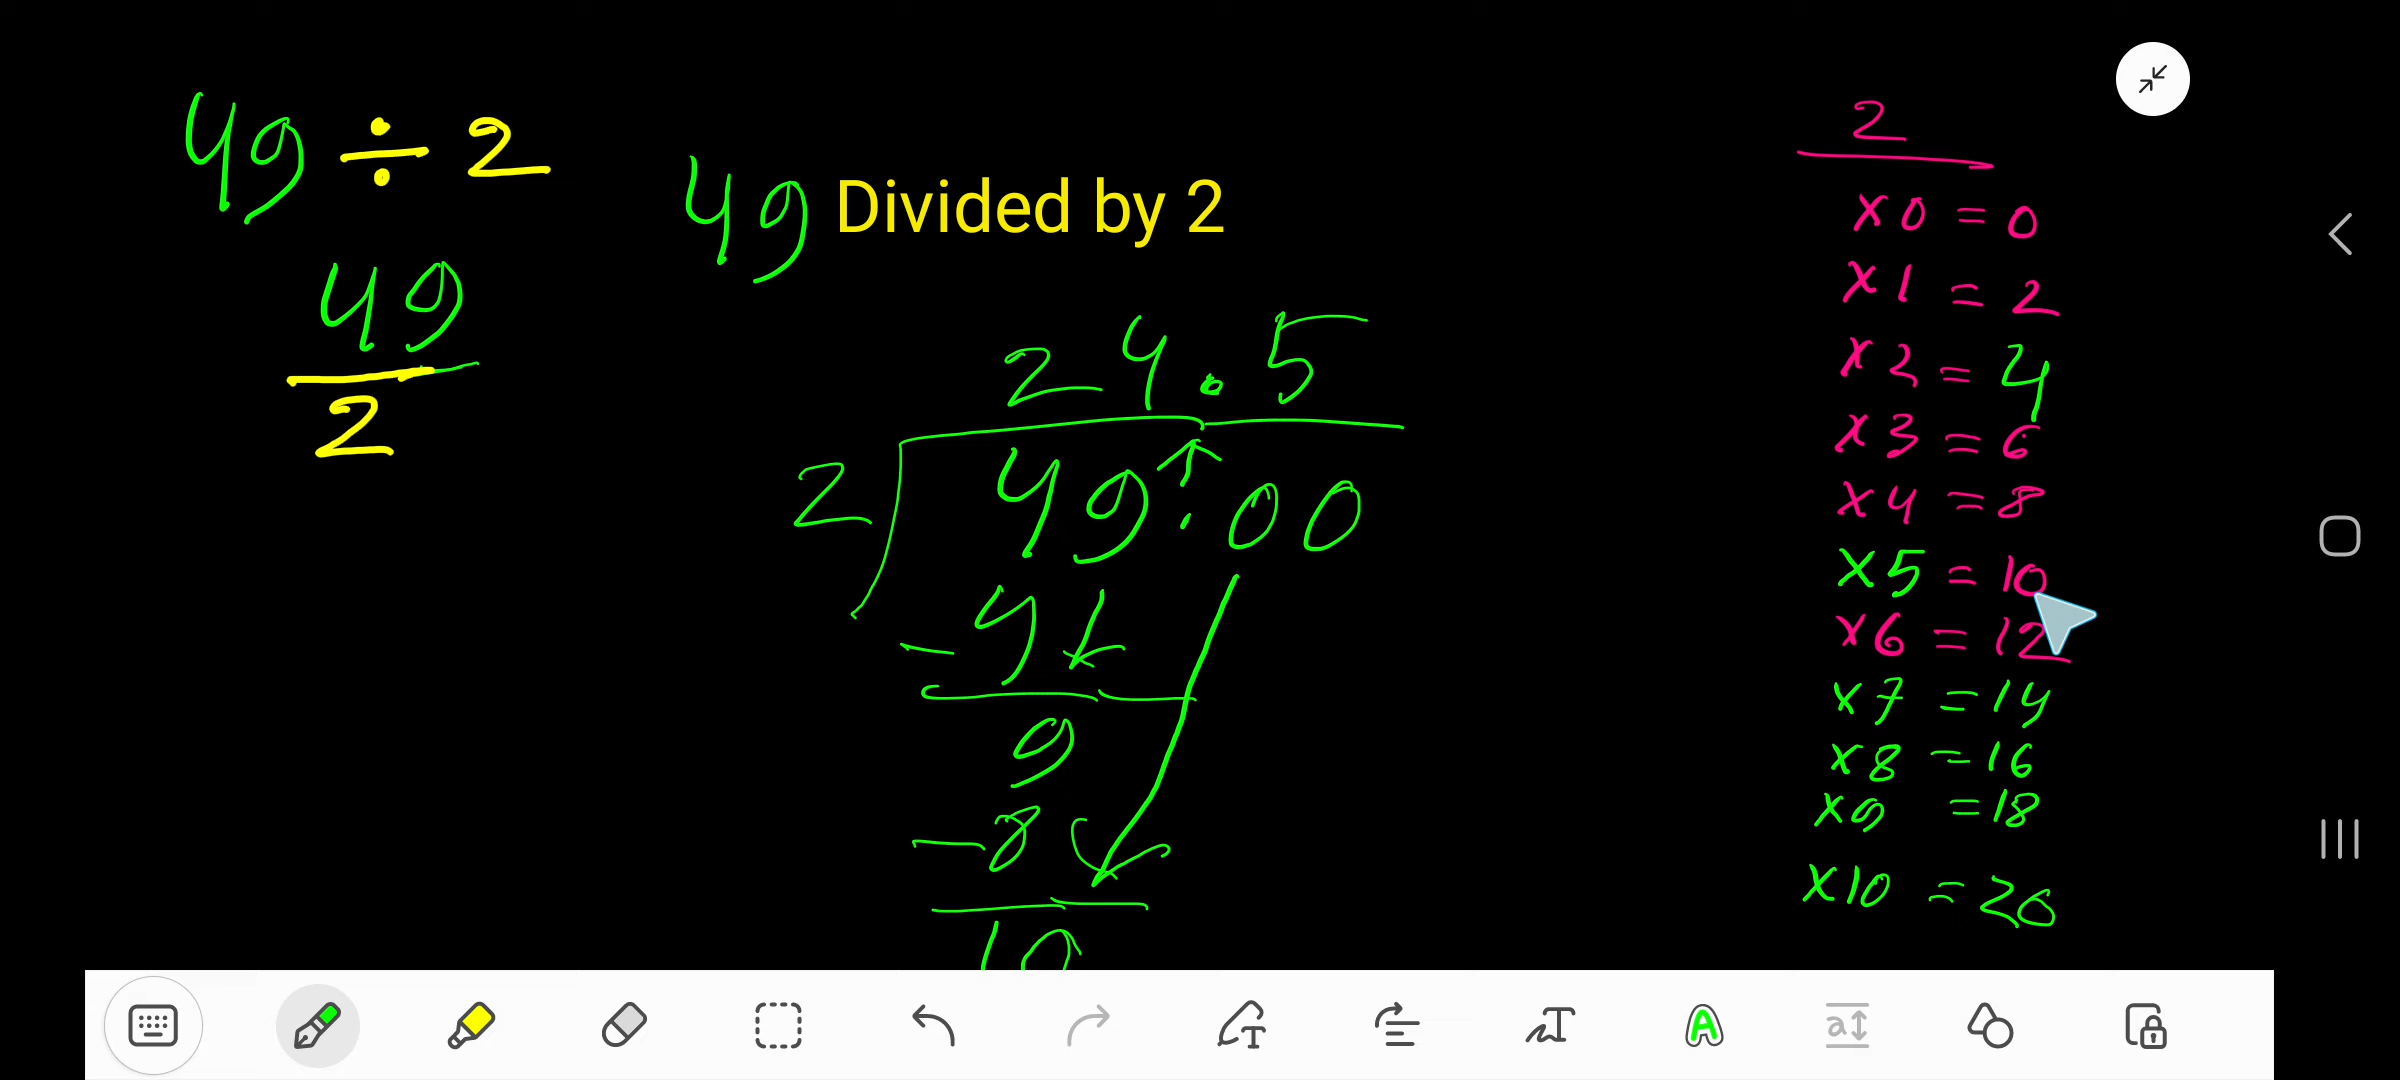 49 ÷ 2
49 Divided by 2
49
2
24.5
2 49.00
- 4
9
- 8
10
2
x0 = 0
x1 = 2
x2 = 4
x3 = 6
x4 = 8
x5 = 10
x6 = 12
x7 = 14
x8 = 16
x9 = 18
x10 = 20
T
T
A
a